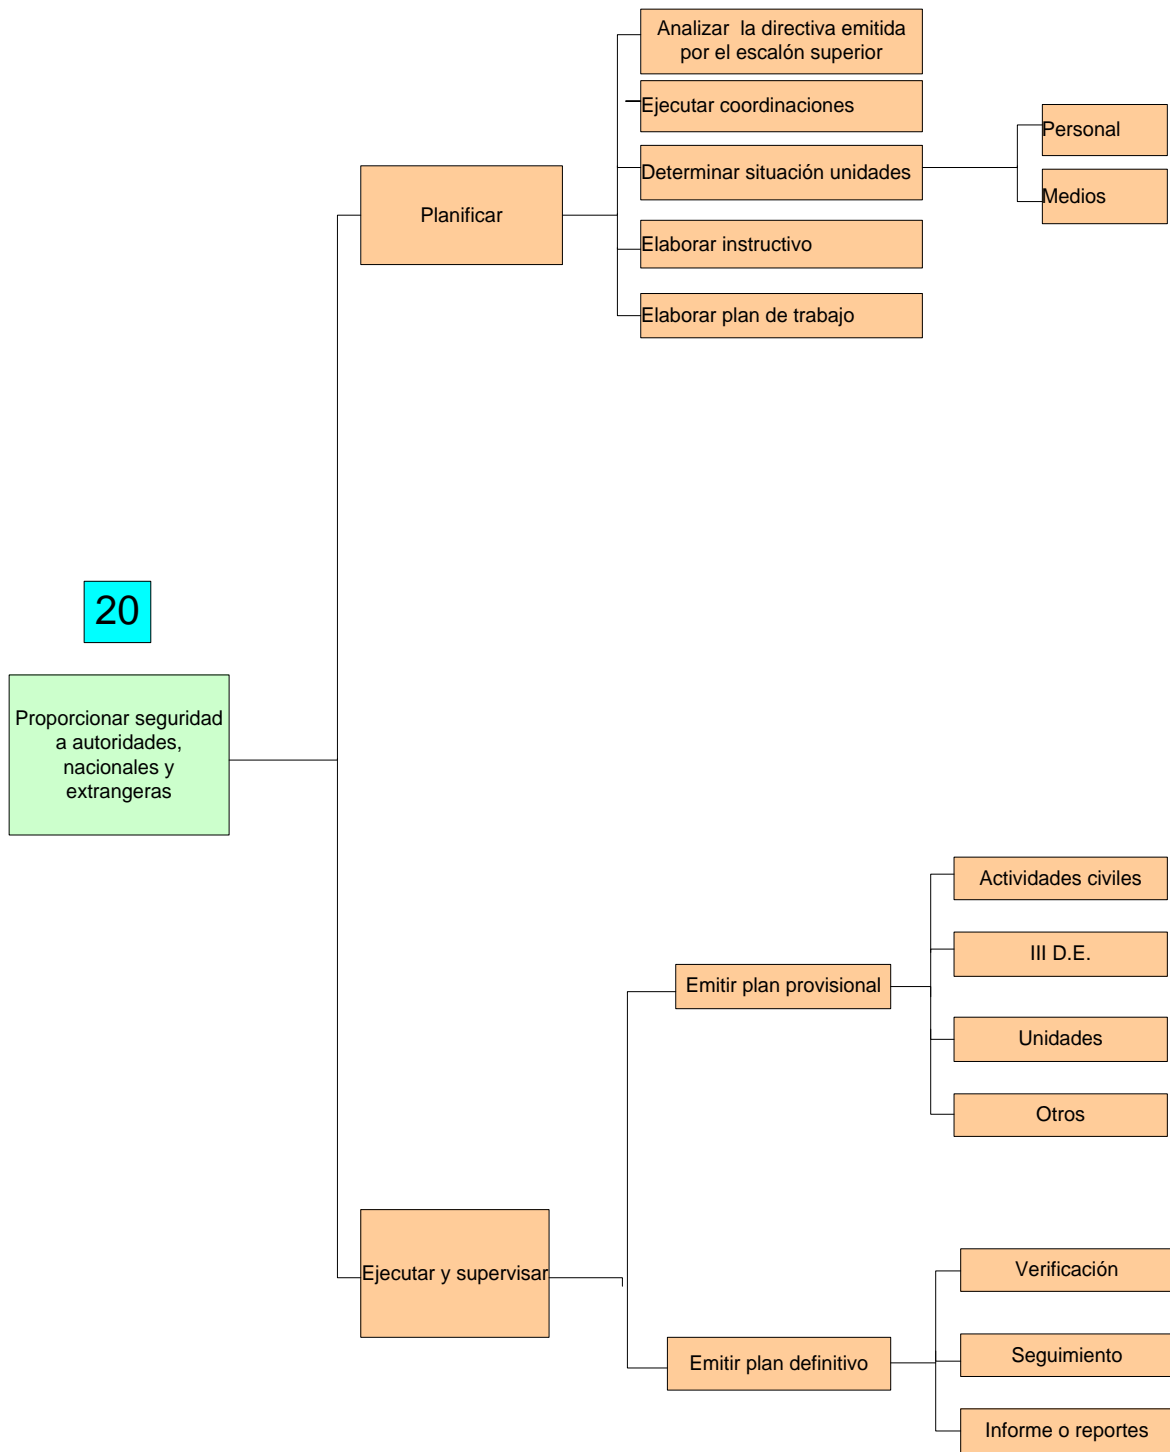 Analizar  la directiva emitida
por el escalón superior
Ejecutar coordinaciones
Determinar situación unidades
Personal
Medios
Planificar
Elaborar instructivo
Elaborar plan de trabajo
20
Proporcionar seguridad
a autoridades,
nacionales y
extrangeras
Actividades civiles
III D.E.
Emitir plan provisional
Unidades
Otros
Ejecutar y supervisar
Verificación
Emitir plan definitivo
Seguimiento
Informe o reportes